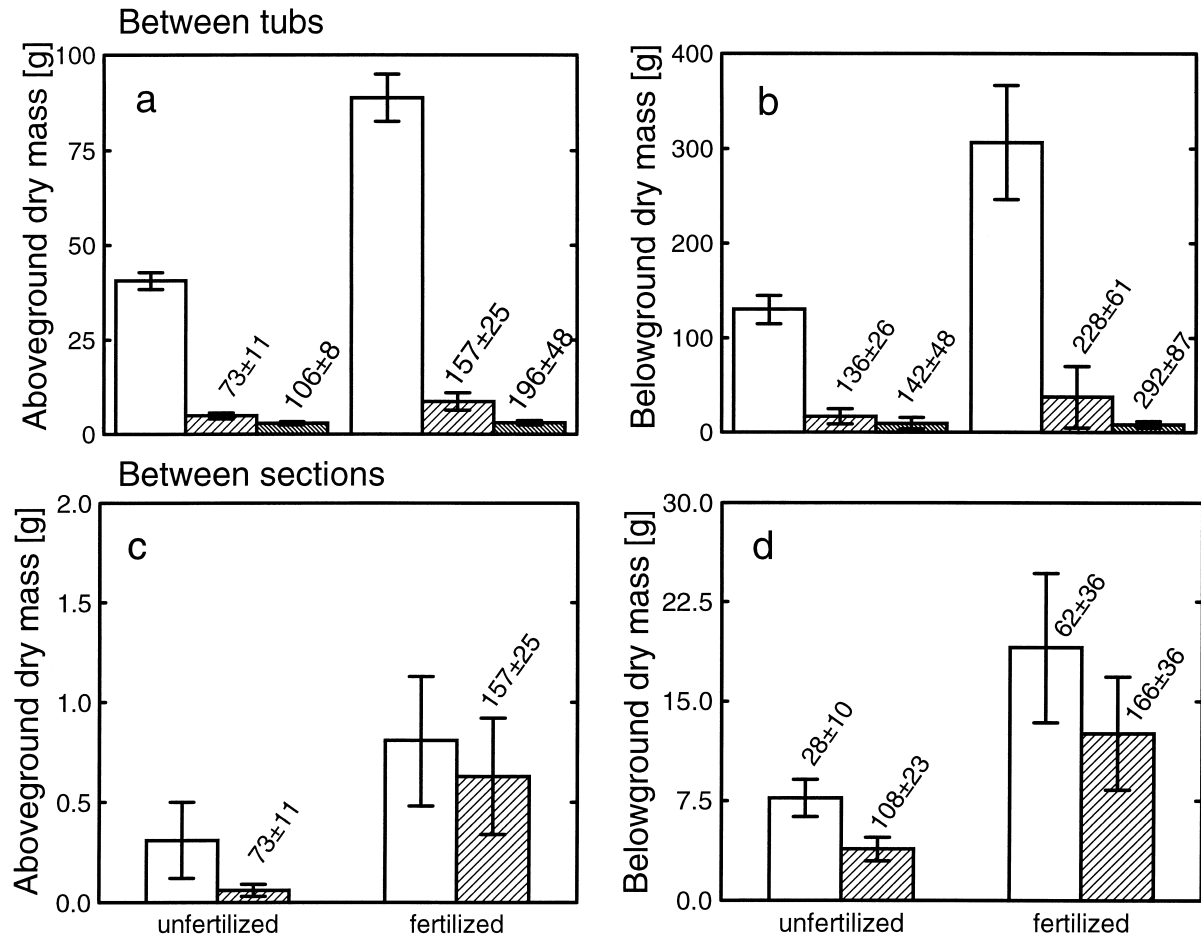 Between tubs
Aboveground dry mass [g]
100
75
50
25
0
a
73±11
106±8
157±25
196±48
Belowground dry mass [g]
400
300
200
100
0
b
136±26
142±48
228±61
292±87
Between sections
Aboveground dry mass [g]
2.0
1.5
1.0
0.5
0.0
c
73±11
157±25
unfertilized
fertilized
Belowground dry mass [g]
30.0
22.5
15.0
7.5
0.0
d
28±10
108±23
62±36
166±36
unfertilized
fertilized